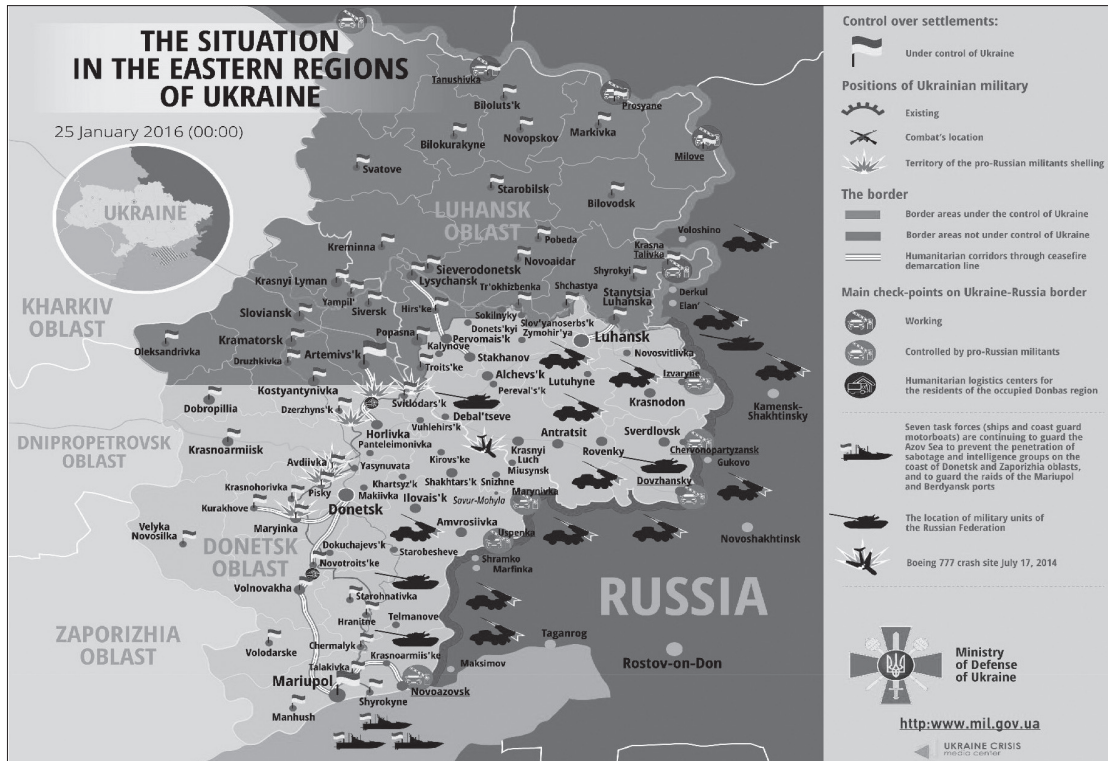 THE SITUATION
IN THE EASTERN REGIONS
OF UKRAINE
25 January 2016 (00:00)
UKRAINE
KHARKIV
OBLAST
DNIPROPETROVSK
OBLAST
ZAPORIZHIA
OBLAST
LUHANSK
OBLAST
DONETSK
OBLAST
RUSSIA
Tanushivka
Biloluts'k
Prosyane
Bilokurakyne
Novopskov
Markivka
Milove
Svatove
Starobilsk
Bilovodsk
Kreminna
Pobeda
Voloshino
Krasna
Talivka
Sieverodonetsk
Novoaidar
Krasnyi Lyman
Lysychansk
Shyrokyi
Tr'okhizbenka
Shchastya
Stanytsia
Luhanska
Derkul
Yampil'
Siversk
Hirs'ke
Elan'
Sloviansk
Sokilnyky
Donets'kyi
Slov'yanoserbs'k
Zymohir'ya
Kramatorsk
Popasna
Pervomais'k
Luhansk
Oleksandrivka
Druzhkivka
Artemivs'k
Kalynove
Troits'ke
Stakhanov
Novosvitlivka
Kostyantynivka
Alchevs'k
Lutuhyne
Izvaryne
Pereval's'k
Dobropillia
Dzerzhyns'k
Svitlodars'k
Debal'tseve
Krasnodon
Kamensk-
Shakhtinsky
Vuhlehirs'k
Horlivka
Antratsit
Sverdlovsk
Krasnoarmiisk
Panteleimonivka
Krasnyi
Luch
Rovenky
Chervonopartyzansk
Avdiivka
Yasynuvata
Kirovs'ke
Miusynsk
Gukovo
Krasnohorivka
Pisky
Khartsyz'k
Shakhtars'k
Snizhne
Dovzhansky
Makiivka
Savur-Mohyla
Marynivka
Kurakhove
Donetsk
Ilovais'k
Maryinka
Amvrosiivka
Velyka
Novosilka
Uspenka
Novoshakhtinsk
Dokuchajevs'k
Starobesheve
Novotroits'ke
Shramko
Marfinka
Volnovakha
Starohnativka
Hranitne
Telmanove
Taganrog
Volodarske
Chermalyk
Krasnoarmiis'ke
Maksimov
Rostov-on-Don
Talakivka
Mariupol
Novoazovsk
Shyrokyne
Manhush
Control over settlements:
Under control of Ukraine
Positions of Ukrainian military
Existing
Combat's location
Territory of the pro-Russian militants shelling
The border
Border areas under the control of Ukraine
Border areas not under control of Ukraine
Humanitarian corridors through ceasefire
demarcation line
Main check-points on Ukraine-Russia border
Working
Controlled by pro-Russian militants
Humanitarian logistics centers for
the residents of the occupied Donbas region
Seven task forces (ships and coast guard
motorboats) are continuing to guard the
Azov Sea to prevent the penetration of
sabotage and intelligence groups on the
coast of Donetsk and Zaporizhia oblasts,
and to guard the raids of the Mariupol
and Berdyansk ports
The location of military units of
the Russian Federation
Boeing 777 crash site July 17, 2014
Ministry
of Defense
of Ukraine
http:www.mil.gov.ua
UKRAINE CRISIS
media center